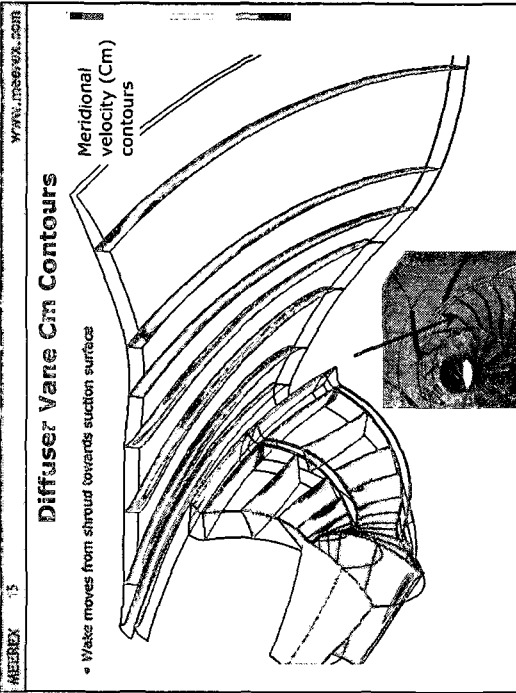 MEEREX 15 www.meerex.com
Diffuser Vane Cm Contours
• Wake moves from shroud towards suction surface
Meridional
velocity (Cm)
contours